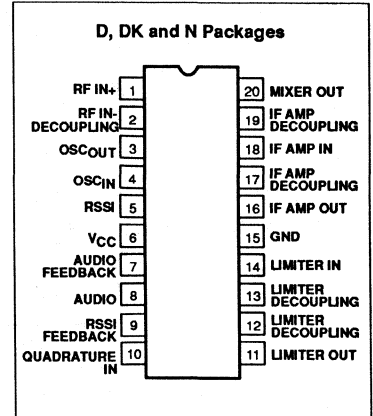 D, DK and N Packages
RF IN+ 1
RF IN-
DECOUPLING 2
OSCOUT 3
OSCIN 4
RSSI 5
VCC 6
AUDIO
FEEDBACK 7
AUDIO 8
RSSI
FEEDBACK 9
QUADRATURE
IN 10
20 MIXER OUT
19 IF AMP
DECOUPLING
18 IF AMP IN
17 IF AMP
DECOUPLING
16 IF AMP OUT
15 GND
14 LIMITER IN
13 LIMITER
DECOUPLING
12 LIMITER
DECOUPLING
11 LIMITER OUT